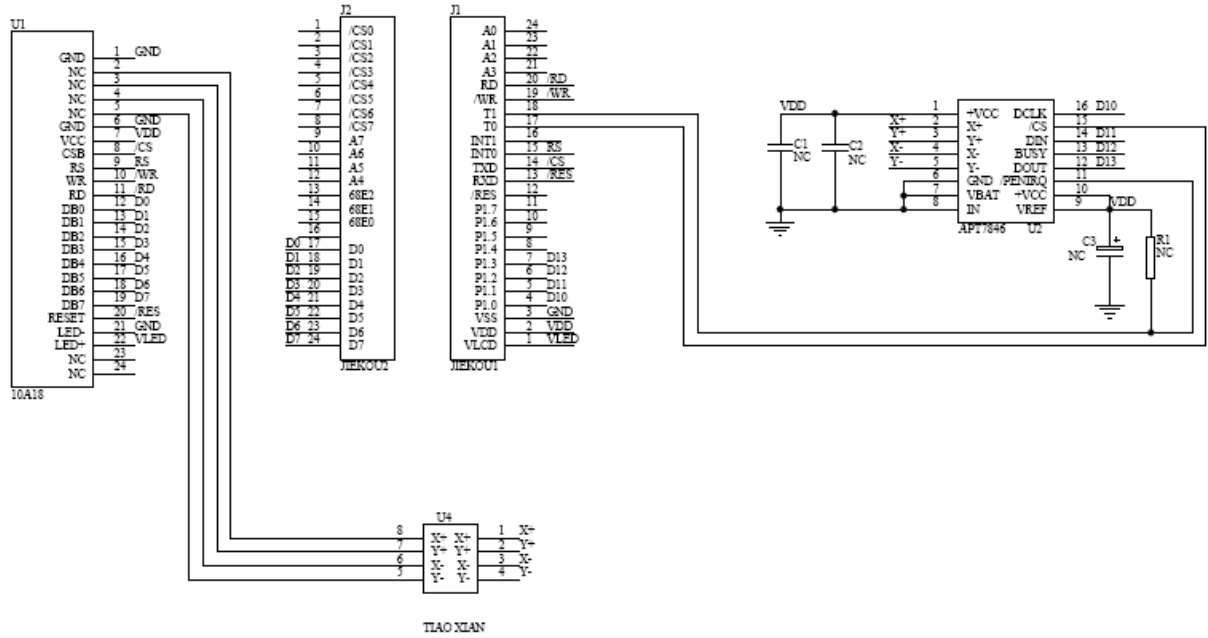 U1
GND 1 GND
NC 2
NC 3
NC 4
NC 5
GND 6 GND
VCC 7 VDD
CSB 8 /CS
RS 9 RS
WR 10 /WR
RD 11 /RD
DB0 12 D0
DB1 13 D1
DB2 14 D2
DB3 15 D3
DB4 16 D4
DB5 17 D5
DB6 18 D6
DB7 19 D7
RESET 20 /RES
LED- 21 GND
LED+ 22 VLED
NC 23
NC 24
10A18
J2
1 /CS0
2 /CS1
3 /CS2
4 /CS3
5 /CS4
6 /CS5
7 /CS6
8 /CS7
9 A7
10 A6
11 A5
12 A4
13 68E2
14 68E1
15 68E0
16
D0 17 D0
D1 18 D1
D2 19 D2
D3 20 D3
D4 21 D4
D5 22 D5
D6 23 D6
D7 24 D7
JIEKOU2
J1
A0 24
A1 23
A2 22
A3 21
RD 20 /RD
/WR 19 /WR
T1 18
T0 17
INT1 16
INT0 15 RS
TXD 14 /CS
RXD 13 /RES
/RES 12
P1.7 11
P1.6 10
P1.5 9
P1.4 8
P1.3 7 D13
P1.2 6 D12
P1.1 5 D11
P1.0 4 D10
VSS 3 GND
VDD 2 VDD
VLCD 1 VLED
JIEKOU1
VDD
C1
NC
C2
NC
1 +VCC DCLK 16 D10
X+ 2 X+ /CS 15
Y+ 3 Y+ DIN 14 D11
X- 4 X- BUSY 13 D12
Y- 5 Y- DOUT 12 D13
6 GND /PENIRQ 11
7 VBAT +VCC 10
8 IN VREF 9 VDD
APT7846 U2
C3 +
NC
R1
NC
U4
8 X+ X+ 1 X+
7 Y+ Y+ 2 Y+
6 X- X- 3 X-
5 Y- Y- 4 Y-
TIAO XIAN